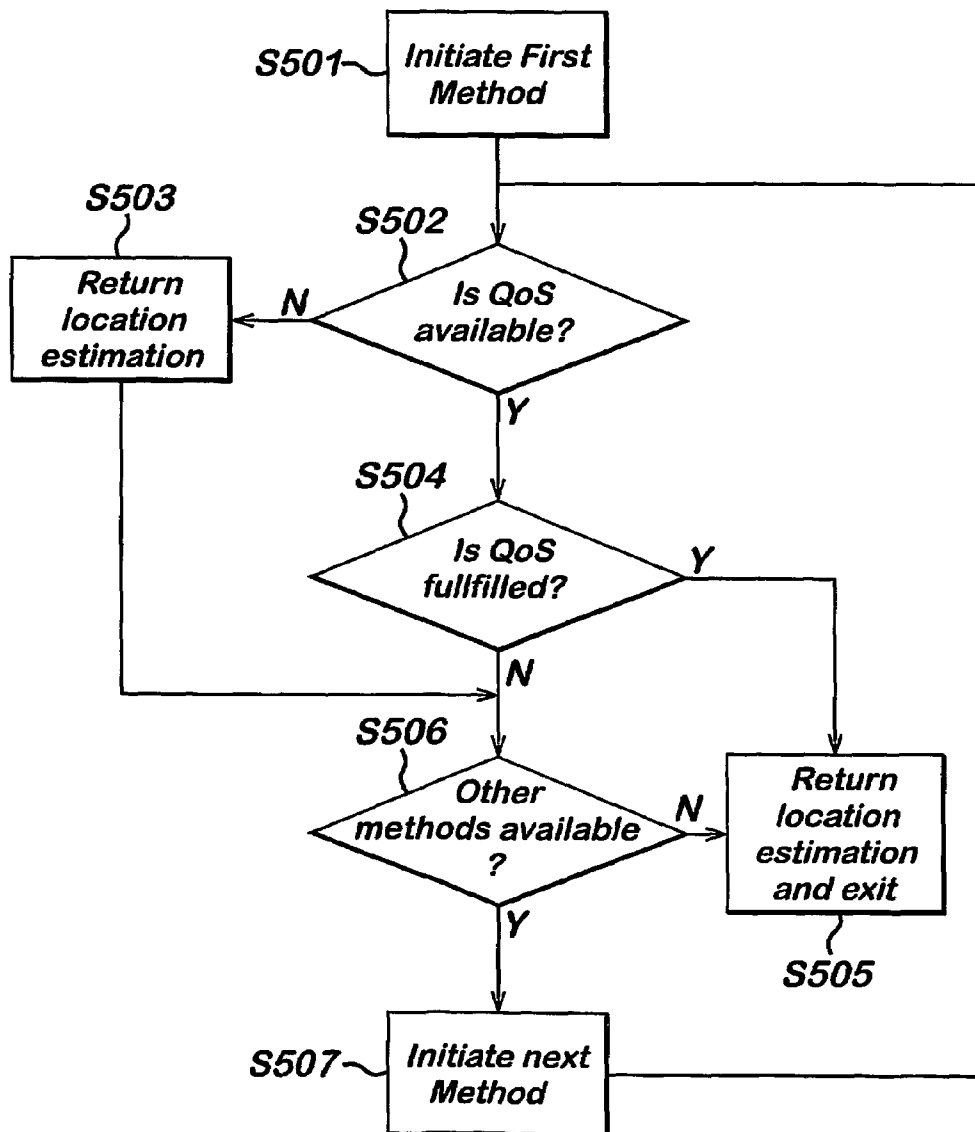 S501
Initiate First
Method
S503
S502
Return
location
estimation
N
Is QoS
available?
Y
S504
Is QoS
fullfilled?
Y
N
S506
Other
methods available
?
N
Return
location
estimation
and exit
Y
S505
S507
Initiate next
Method